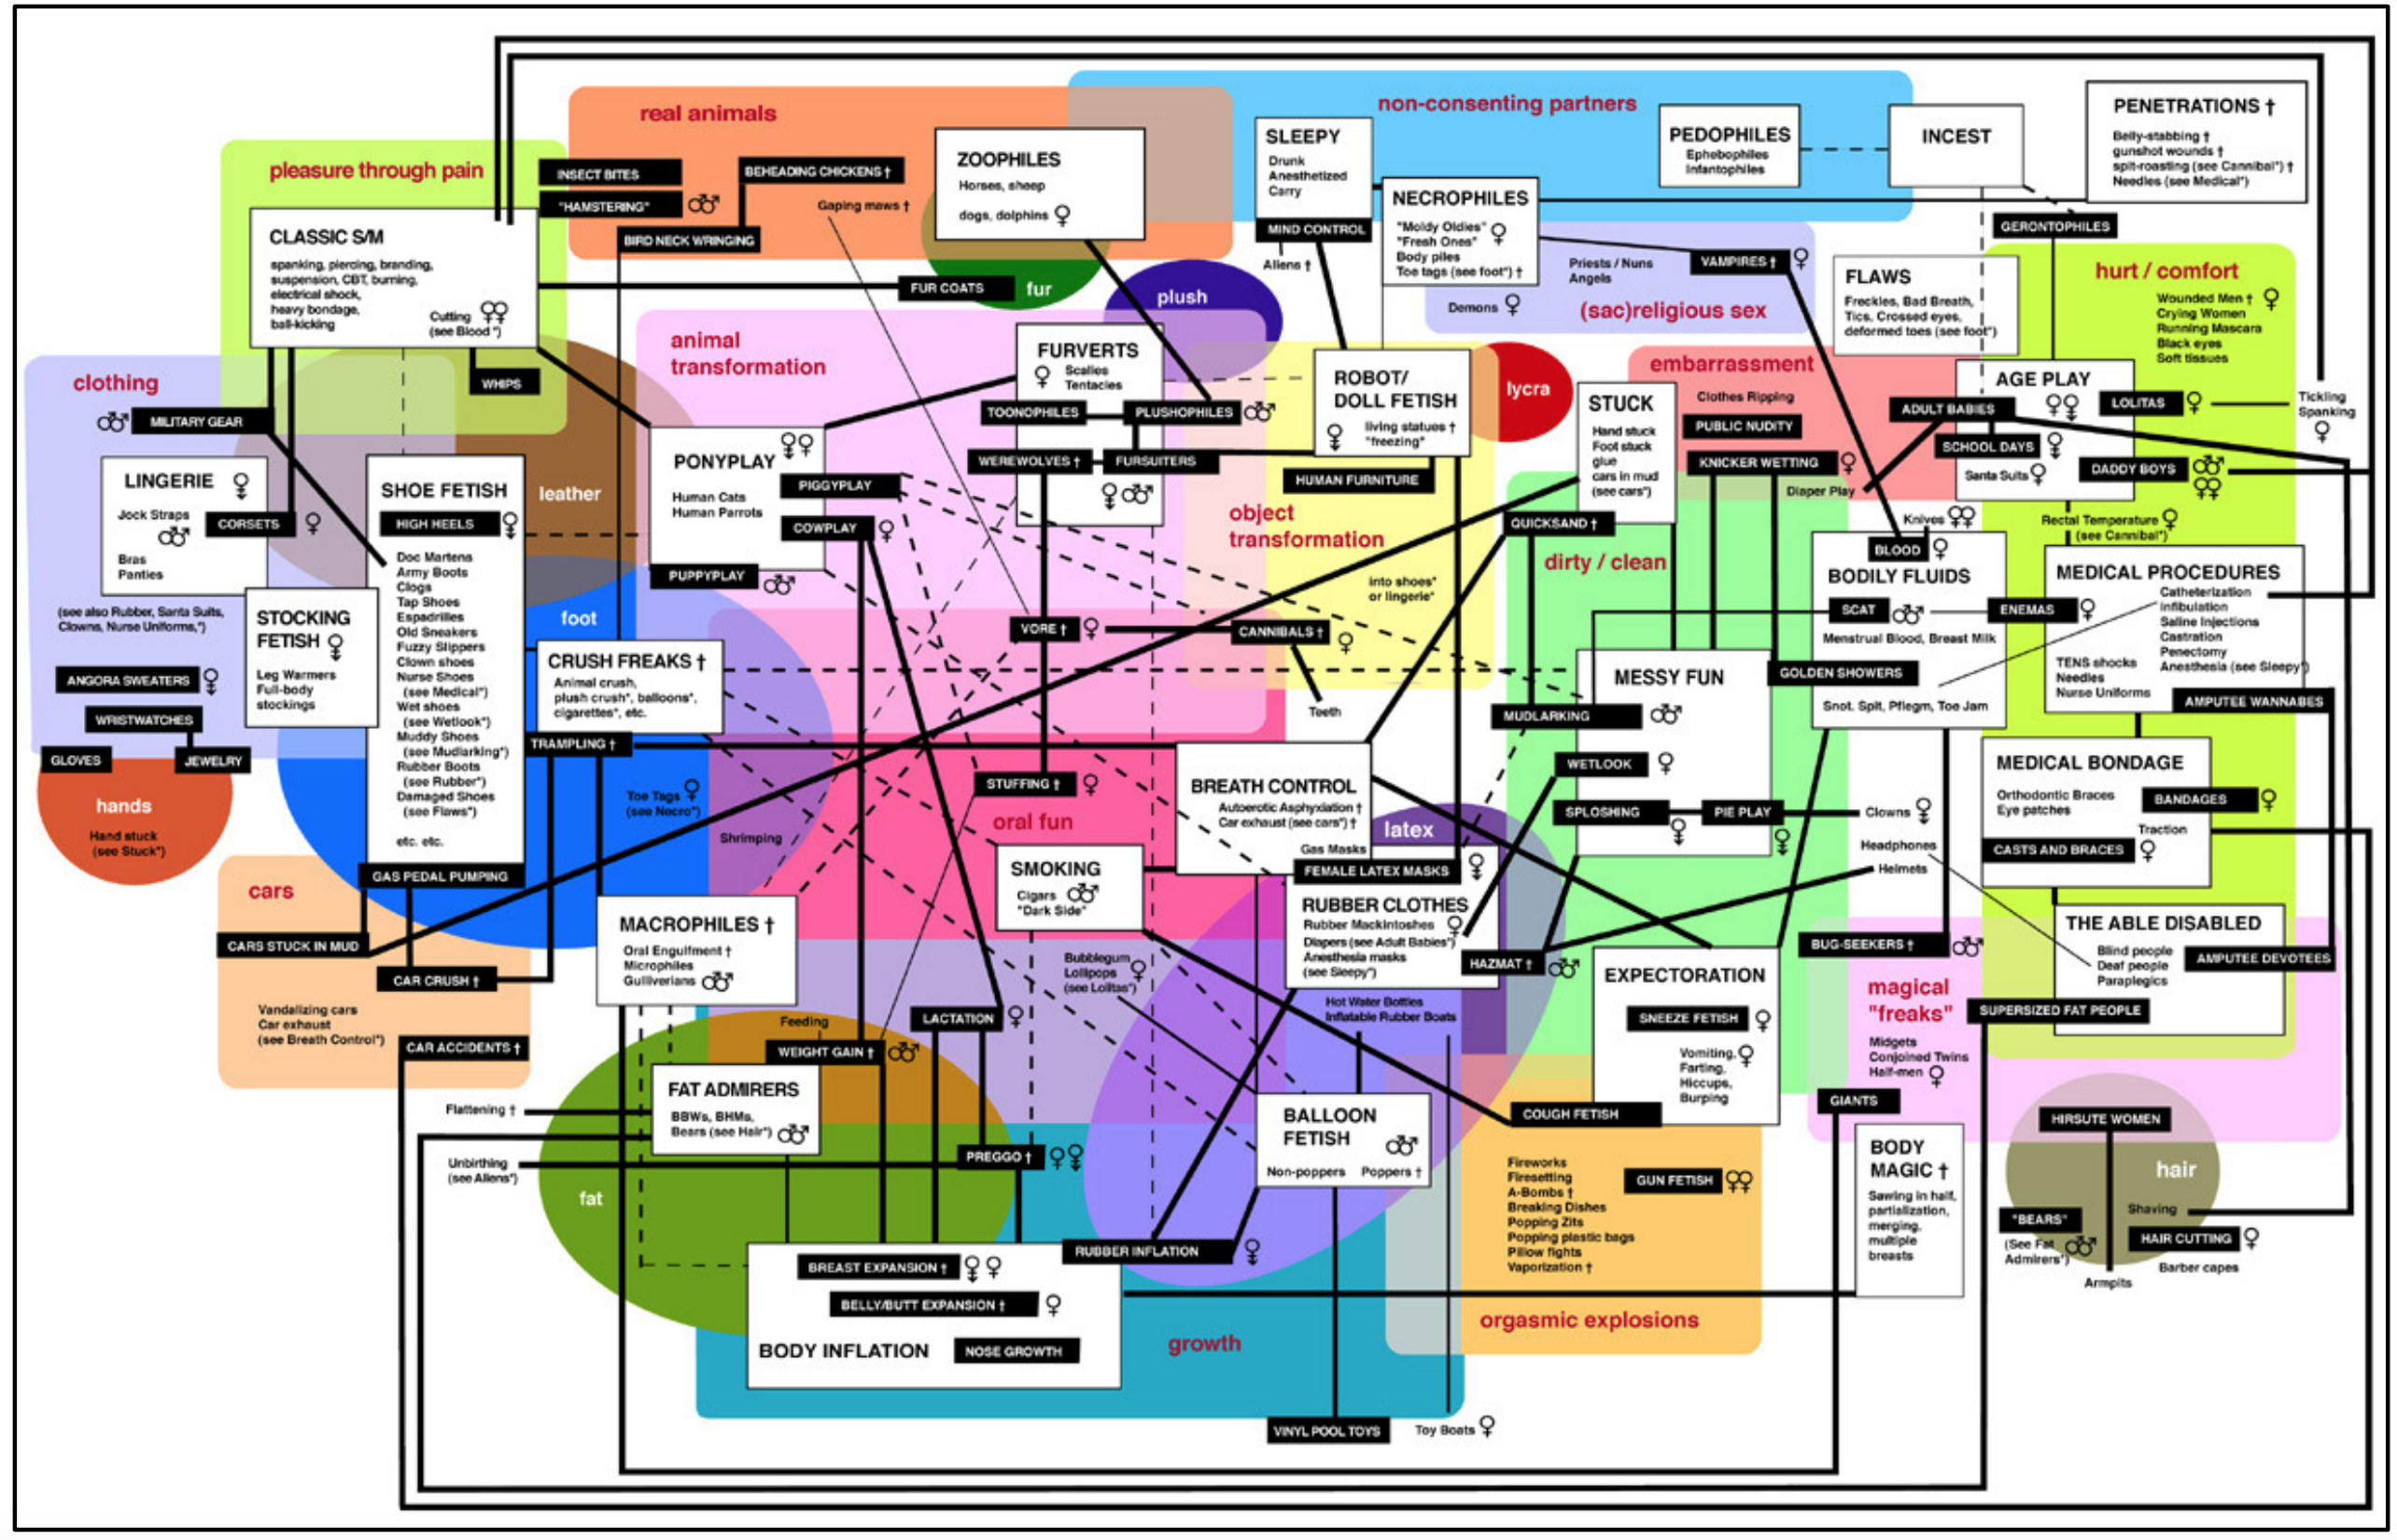 real animals
non-consenting partners
PENETRATIONS †
Belly-stabbing †
gunshot wounds †
spit-roasting (see Cannibal*) †
Needles (see Medical*)
SLEEPY
Drunk
Anesthetized
Carry
MIND CONTROL
Aliens †
PEDOPHILES
Ephebophiles
Infantophiles
INCEST
GERONTOPHILES
pleasure through pain
INSECT BITES
"HAMSTERING"
BEHEADING CHICKENS †
Gaping maws †
BIRD NECK WRINGING
ZOOPHILES
Horses, sheep
dogs, dolphins
NECROPHILES
"Moldy Oldies"
"Fresh Ones"
Body piles
Toe tags (see foot*) †
Priests / Nuns
Angels
VAMPIRES †
Demons
(sac)religious sex
CLASSIC S/M
spanking, piercing, branding,
suspension, CBT, burning,
electrical shock,
heavy bondage,
ball-kicking
Cutting
(see Blood *)
WHIPS
FUR COATS
fur
plush
FLAWS
Freckles, Bad Breath,
Tics, Crossed eyes,
deformed toes (see foot*)
hurt / comfort
Wounded Men †
Crying Women
Running Mascara
Black eyes
Soft tissues
animal
transformation
FURVERTS
Scalies
Tentacles
TOONOPHILES
PLUSHOPHILES
WEREWOLVES †
FURSUITERS
ROBOT/
DOLL FETISH
living statues †
"freezing"
HUMAN FURNITURE
lycra
STUCK
Hand stuck
Foot stuck
glue
cars in mud
(see cars*)
QUICKSAND †
embarrassment
Clothes Ripping
PUBLIC NUDITY
KNICKER WETTING
Diaper Play
AGE PLAY
ADULT BABIES
SCHOOL DAYS
Santa Suits
LOLITAS
DADDY BOYS
Tickling
Spanking
clothing
MILITARY GEAR
LINGERIE
Jock Straps
CORSETS
Bras
Panties
(see also Rubber, Santa Suits,
Clowns, Nurse Uniforms,*)
STOCKING
FETISH
Leg Warmers
Full-body
stockings
ANGORA SWEATERS
WRISTWATCHES
GLOVES
JEWELRY
hands
Hand stuck
(see Stuck*)
SHOE FETISH
HIGH HEELS
Doc Martens
Army Boots
Clogs
Tap Shoes
Espadrilles
Old Sneakers
Fuzzy Slippers
Clown shoes
Nurse Shoes
(see Medical*)
Wet shoes
(see Wetlook*)
Muddy Shoes
(see Mudlarking*)
Rubber Boots
(see Rubber*)
Damaged Shoes
(see Flaws*)
etc. etc.
GAS PEDAL PUMPING
leather
foot
PONYPLAY
PIGGYPLAY
Human Cats
Human Parrots
COWPLAY
PUPPYPLAY
object
transformation
into shoes*
or lingerie*
dirty / clean
Knives
BLOOD
BODILY FLUIDS
SCAT
ENEMAS
Menstrual Blood, Breast Milk
GOLDEN SHOWERS
Snot. Spit, Pflegm, Toe Jam
Rectal Temperature
(see Cannibal*)
MEDICAL PROCEDURES
Catheterization
infibulation
Saline Injections
Castration
Penectomy
Anesthesia (see Sleepy*)
TENS shocks
Needles
Nurse Uniforms
AMPUTEE WANNABES
CRUSH FREAKS †
Animal crush,
plush crush*, balloons*,
cigarettes*, etc.
TRAMPLING †
Toe Tags
(see Necro*)
Shrimping
VORE †
CANNIBALS †
Teeth
STUFFING †
oral fun
MESSY FUN
MUDLARKING
WETLOOK
SPLOSHING
PIE PLAY
Clowns
Headphones
Helmets
MEDICAL BONDAGE
Orthodontic Braces
Eye patches
BANDAGES
Traction
CASTS AND BRACES
BREATH CONTROL
Autoerotic Asphyxiation †
Car exhaust (see cars*) †
Gas Masks
latex
FEMALE LATEX MASKS
RUBBER CLOTHES
Rubber Mackintoshes
Diapers (see Adult Babies*)
Anesthesia masks
(see Sleepy*)
HAZMAT †
Hot Water Bottles
Inflatable Rubber Boats
SMOKING
Cigars
"Dark Side"
Bubblegum
Lollipops
(see Lolitas*)
cars
CARS STUCK IN MUD
CAR CRUSH †
Vandalizing cars
Car exhaust
(see Breath Control*)
CAR ACCIDENTS †
MACROPHILES †
Oral Engulfment †
Microphiles
Gulliverians
EXPECTORATION
SNEEZE FETISH
Vomiting,
Farting,
Hiccups,
Burping
COUGH FETISH
BUG-SEEKERS †
magical
"freaks"
Midgets
Conjoined Twins
Half-men
GIANTS
THE ABLE DISABLED
Blind people
Deaf people
Paraplegics
AMPUTEE DEVOTEES
SUPERSIZED FAT PEOPLE
Feeding
LACTATION
WEIGHT GAIN †
FAT ADMIRERS
BBWs, BHMs,
Bears (see Hair*)
Flattening †
Unbirthing
(see Aliens*)
PREGGO †
fat
BALLOON
FETISH
Non-poppers
Poppers †
Fireworks
Firesetting
A-Bombs †
Breaking Dishes
Popping Zits
Popping plastic bags
Pillow fights
Vaporization †
GUN FETISH
orgasmic explosions
BODY
MAGIC †
Sawing in half,
partialization,
merging,
multiple
breasts
HIRSUTE WOMEN
hair
Shaving
"BEARS"
(See Fat
Admirers*)
HAIR CUTTING
Barber capes
Armpits
RUBBER INFLATION
BREAST EXPANSION †
BELLY/BUTT EXPANSION †
BODY INFLATION
NOSE GROWTH
growth
VINYL POOL TOYS
Toy Boats